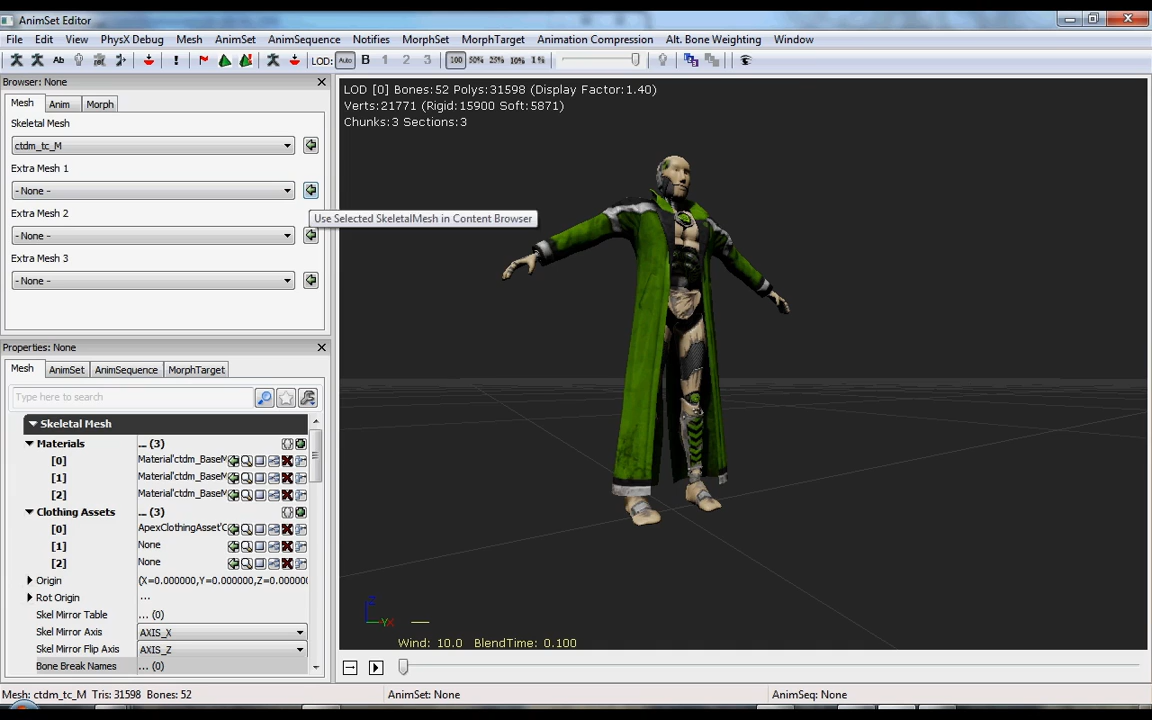 AnimSet Editor
File Edit View PhysX Debug Mesh AnimSet AnimSequence Notifies MorphSet MorphTarget Animation Compression Alt. Bone Weighting Window
Ab LOD: Auto B 1 2 3 100 50% 25% 10% 1%
Browser: None
Mesh Anim Morph
Skeletal Mesh
ctdm_tc_M
Extra Mesh 1
- None -
Extra Mesh 2
- None -
Extra Mesh 3
- None -
Use Selected SkeletalMesh in Content Browser
LOD [0] Bones:52 Polys:31598 (Display Factor:1.40)
Verts:21771 (Rigid:15900 Soft:5871)
Chunks:3 Sections:3
Properties: None
Mesh AnimSet AnimSequence MorphTarget
Type here to search
Skeletal Mesh
Materials ... (3)
[0] Material'ctdm_BaseM
[1] Material'ctdm_BaseM
[2] Material'ctdm_BaseM
Clothing Assets ... (3)
[0] ApexClothingAsset'C
[1] None
[2] None
Origin (X=0.000000,Y=0.000000,Z=0.000000
Rot Origin ...
Skel Mirror Table ... (0)
Skel Mirror Axis AXIS_X
Skel Mirror Flip Axis AXIS_Z
Bone Break Names ... (0)
Z
Y X
Wind: 10.0 BlendTime: 0.100
Mesh: ctdm_tc_M Tris: 31598 Bones: 52
AnimSet: None
AnimSeq: None